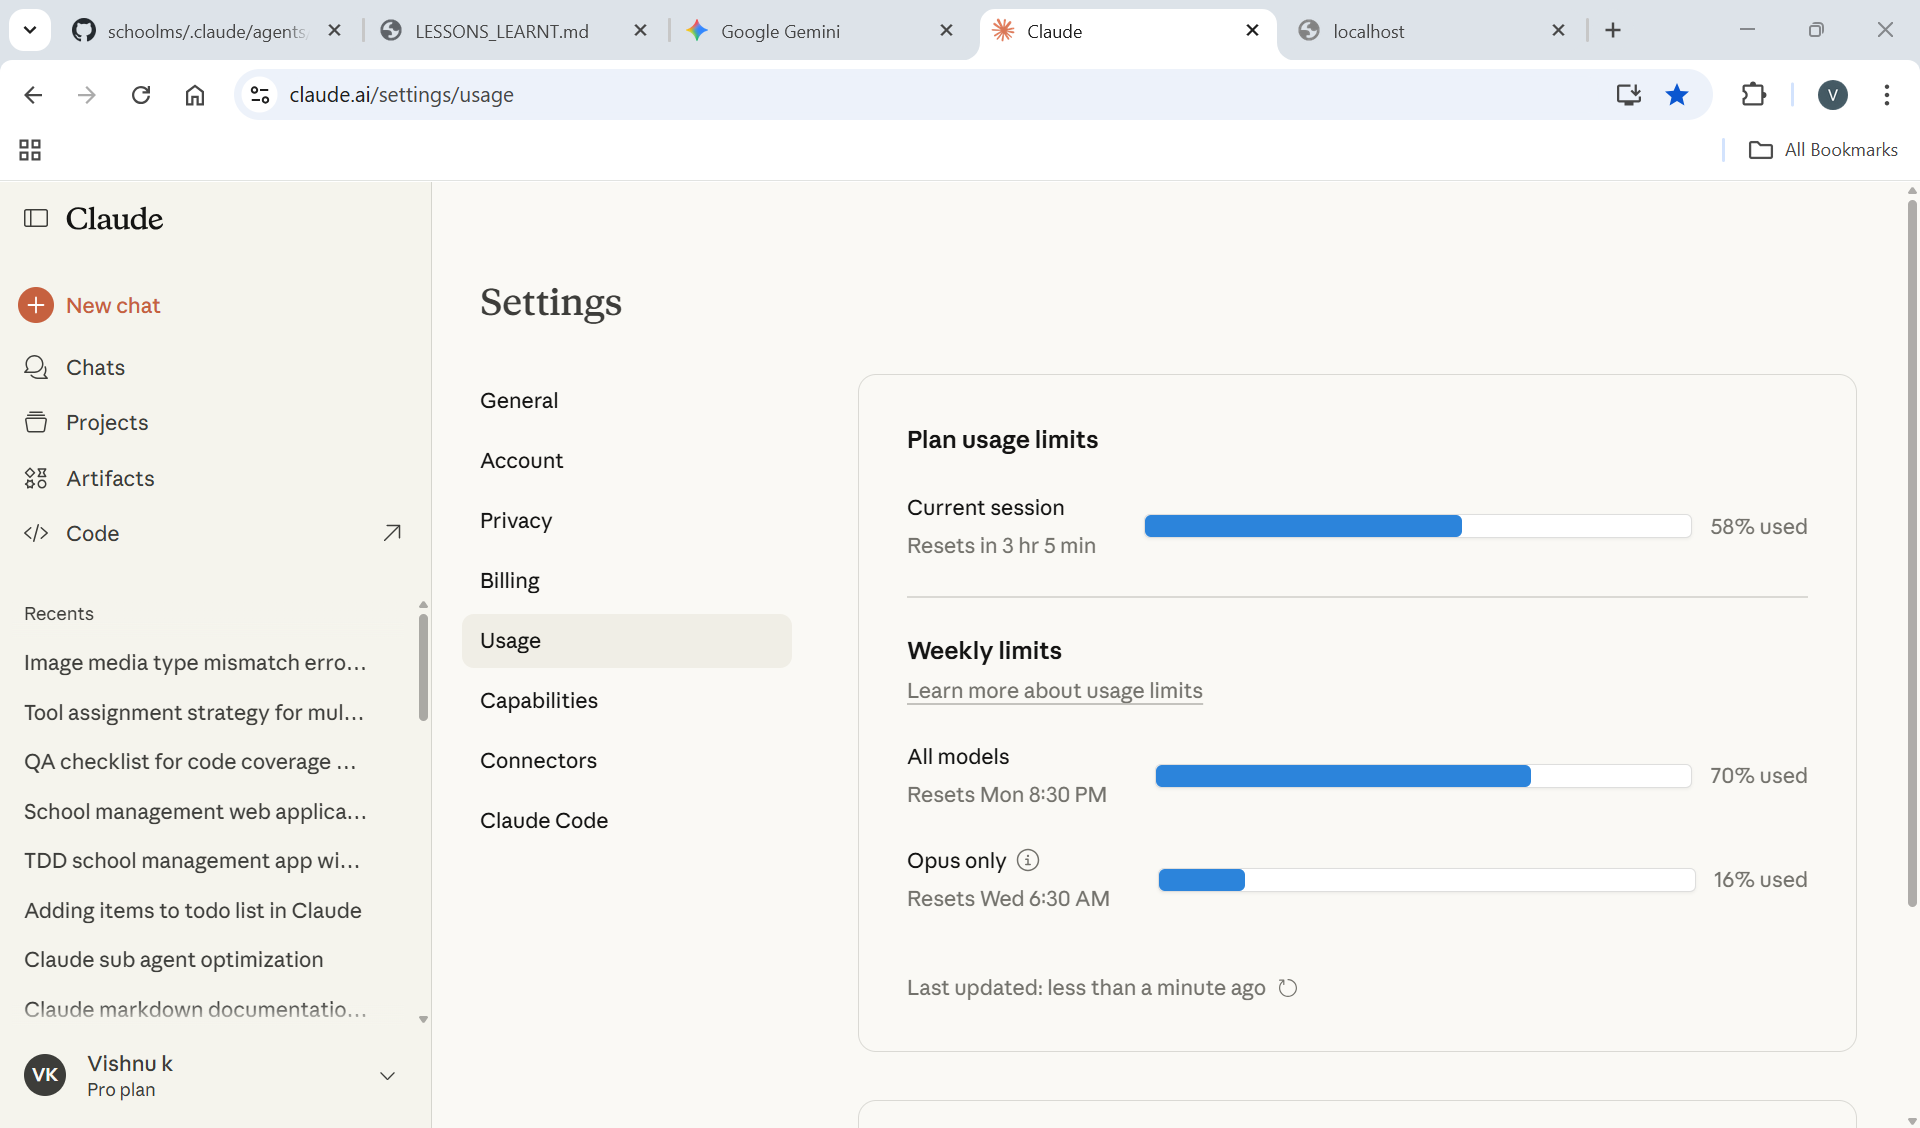 schoolms/.claude/agents
LESSONS_LEARNT.md
Google Gemini
Claude
localhost
claude.ai/settings/usage
V
All Bookmarks
Claude
New chat
Chats
Projects
Artifacts
Code
Recents
Image media type mismatch erro...
Tool assignment strategy for mul...
QA checklist for code coverage ...
School management web applica...
TDD school management app wi...
Adding items to todo list in Claude
Claude sub agent optimization
Claude markdown documentatio...
VK
Vishnu k
Pro plan
Settings
General
Account
Privacy
Billing
Usage
Capabilities
Connectors
Claude Code
Plan usage limits
Current session
Resets in 3 hr 5 min
58% used
Weekly limits
Learn more about usage limits
All models
Resets Mon 8:30 PM
70% used
Opus only
Resets Wed 6:30 AM
16% used
Last updated: less than a minute ago